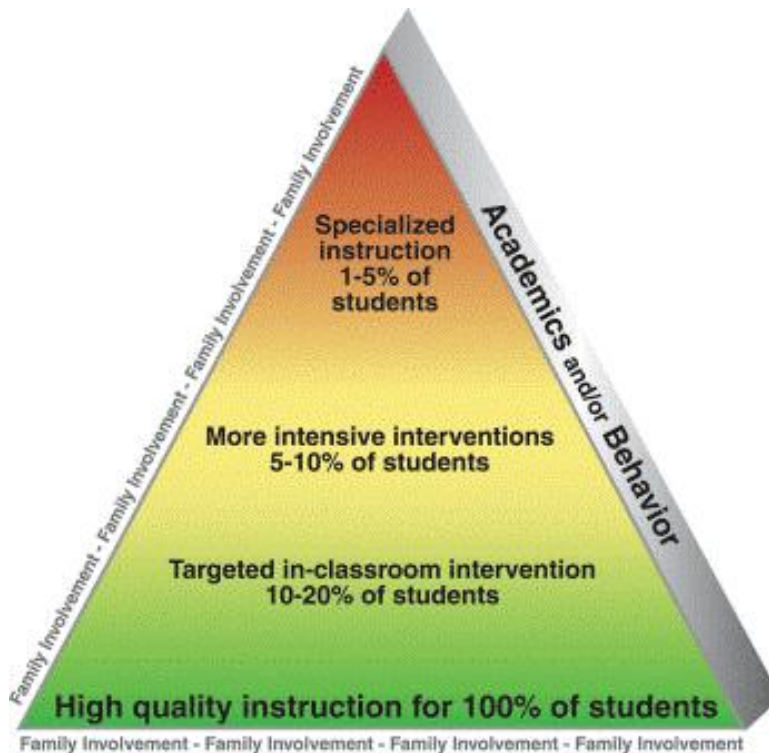 Specialized
instruction
1-5% of
students
More intensive interventions
5-10% of students
Targeted in-classroom intervention
10-20% of students
High quality instruction for 100% of students
Family Involvement - Family Involvement - Family Involvement - Family Involvement
Academics and/or Behavior
Family Involvement - Family Involvement - Family Involvement - Family Involvement